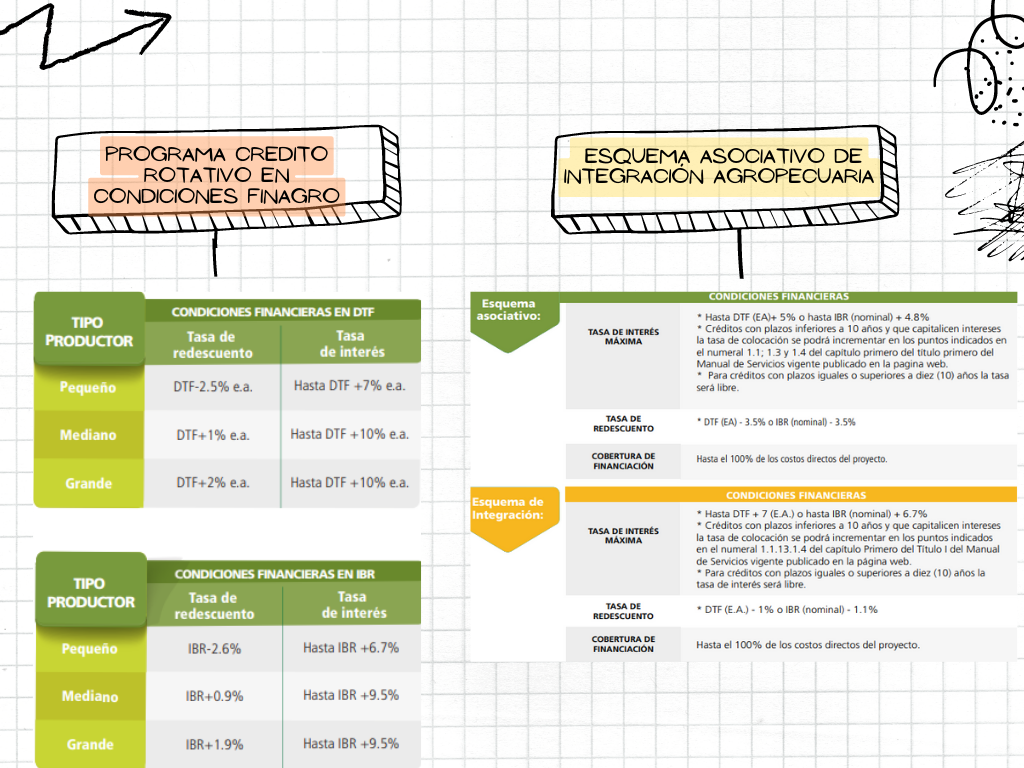 PROGRAMA CREDITO
ROTATIVO EN
CONDICIONES FINAGRO
TIPO
PRODUCTOR
CONDICIONES FINANCIERAS EN DTF
Tasa de
redescuento
Tasa
de interés
Pequeño
DTF-2.5% e.a.
Hasta DTF +7% e.a.
Mediano
DTF+1% e.a.
Hasta DTF +10% e.a.
Grande
DTF+2% e.a.
Hasta DTF +10% e.a.
TIPO
PRODUCTOR
CONDICIONES FINANCIERAS EN IBR
Tasa de
redescuento
Tasa
de interés
Pequeño
IBR-2.6%
Hasta IBR +6.7%
Mediano
IBR+0.9%
Hasta IBR +9.5%
Grande
IBR+1.9%
Hasta IBR +9.5%
ESQUEMA ASOCIATIVO DE
INTEGRACIÓN AGROPECUARIA
Esquema
asociativo:
CONDICIONES FINANCIERAS
TASA DE INTERÉS
MÁXIMA
* Hasta DTF (EA)+ 5% o hasta IBR (nominal) + 4.8%
* Créditos con plazos inferiores a 10 años y que capitalicen intereses
la tasa de colocación se podrá incrementar en los puntos indicados en
el numeral 1.1; 1.3 y 1.4 del capítulo primero del título primero del
Manual de Servicios vigente publicado en la pagina web.
* Para créditos con plazos iguales o superiores a diez (10) años la tasa
será libre.
TASA DE
REDESCUENTO
* DTF (EA) - 3.5% o IBR (nominal) - 3.5%
COBERTURA DE
FINANCIACIÓN
Hasta el 100% de los costos directos del proyecto.
Esquema de
Integración:
CONDICIONES FINANCIERAS
TASA DE INTERÉS
MÁXIMA
* Hasta DTF + 7 (E.A.) o hasta IBR (nominal) + 6.7%
* Créditos con plazos inferiores a 10 años y que capitalicen intereses
la tasa de colocación se podrá incrementar en los puntos indicados
en el numeral 1.1.13.1.4 del capítulo Primero del Título I del Manual
de Servicios vigente publicado en la página web.
* Para créditos con plazos iguales o superiores a diez (10) años la
tasa de interés será libre.
TASA DE
REDESCUENTO
* DTF (E.A.) - 1% o IBR (nominal) - 1.1%
COBERTURA DE
FINANCIACIÓN
Hasta el 100% de los costos directos del proyecto.